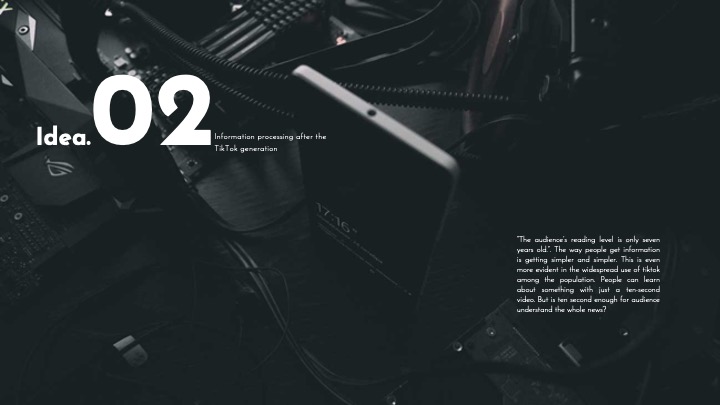 Idea.
02
Information processing after the
TikTok generation
17:16
"The audience's reading level is only seven
years old.". The way people get information
is getting simpler and simpler. This is even
more evident in the widespread use of tiktok
among the population. People can learn
about something with just a ten-second
video. But is ten second enough for audience
understand the whole news?